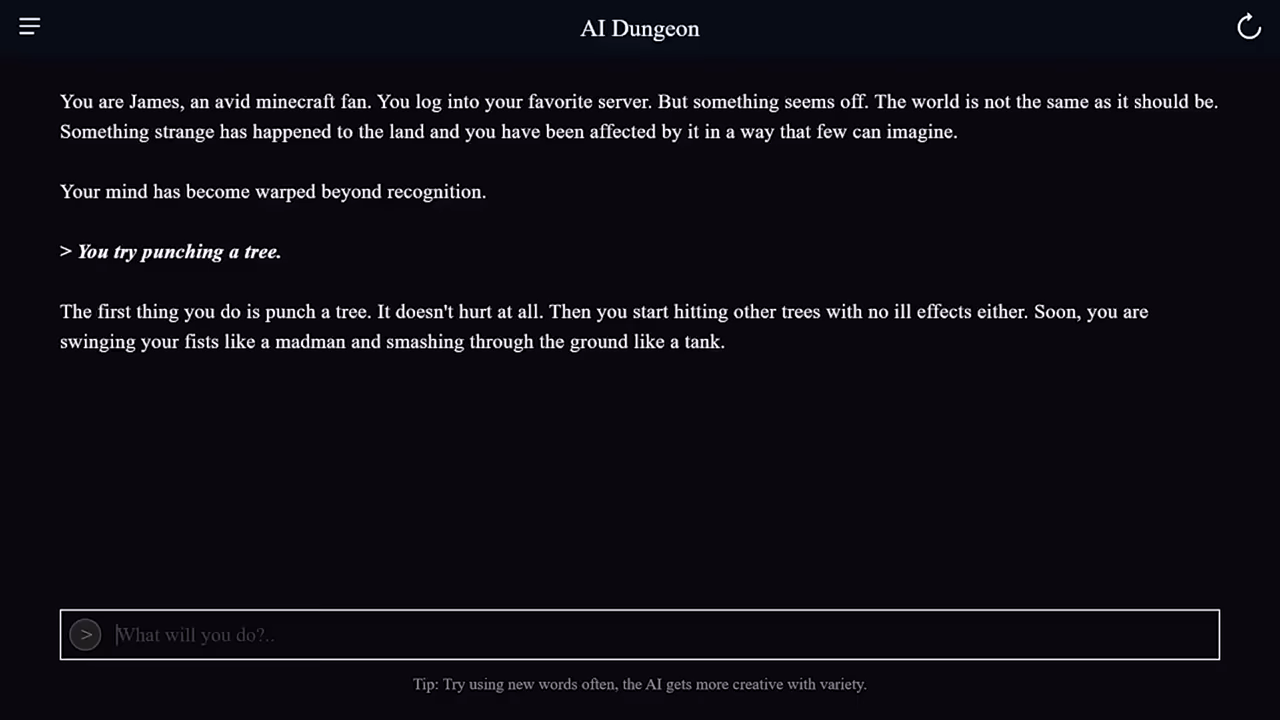 AI Dungeon
You are James, an avid minecraft fan. You log into your favorite server. But something seems off. The world is not the same as it should be.
Something strange has happened to the land and you have been affected by it in a way that few can imagine.
Your mind has become warped beyond recognition.
> You try punching a tree.
The first thing you do is punch a tree. It doesn't hurt at all. Then you start hitting other trees with no ill effects either. Soon, you are
swinging your fists like a madman and smashing through the ground like a tank.
> What will you do?..
Tip: Try using new words often, the AI gets more creative with variety.